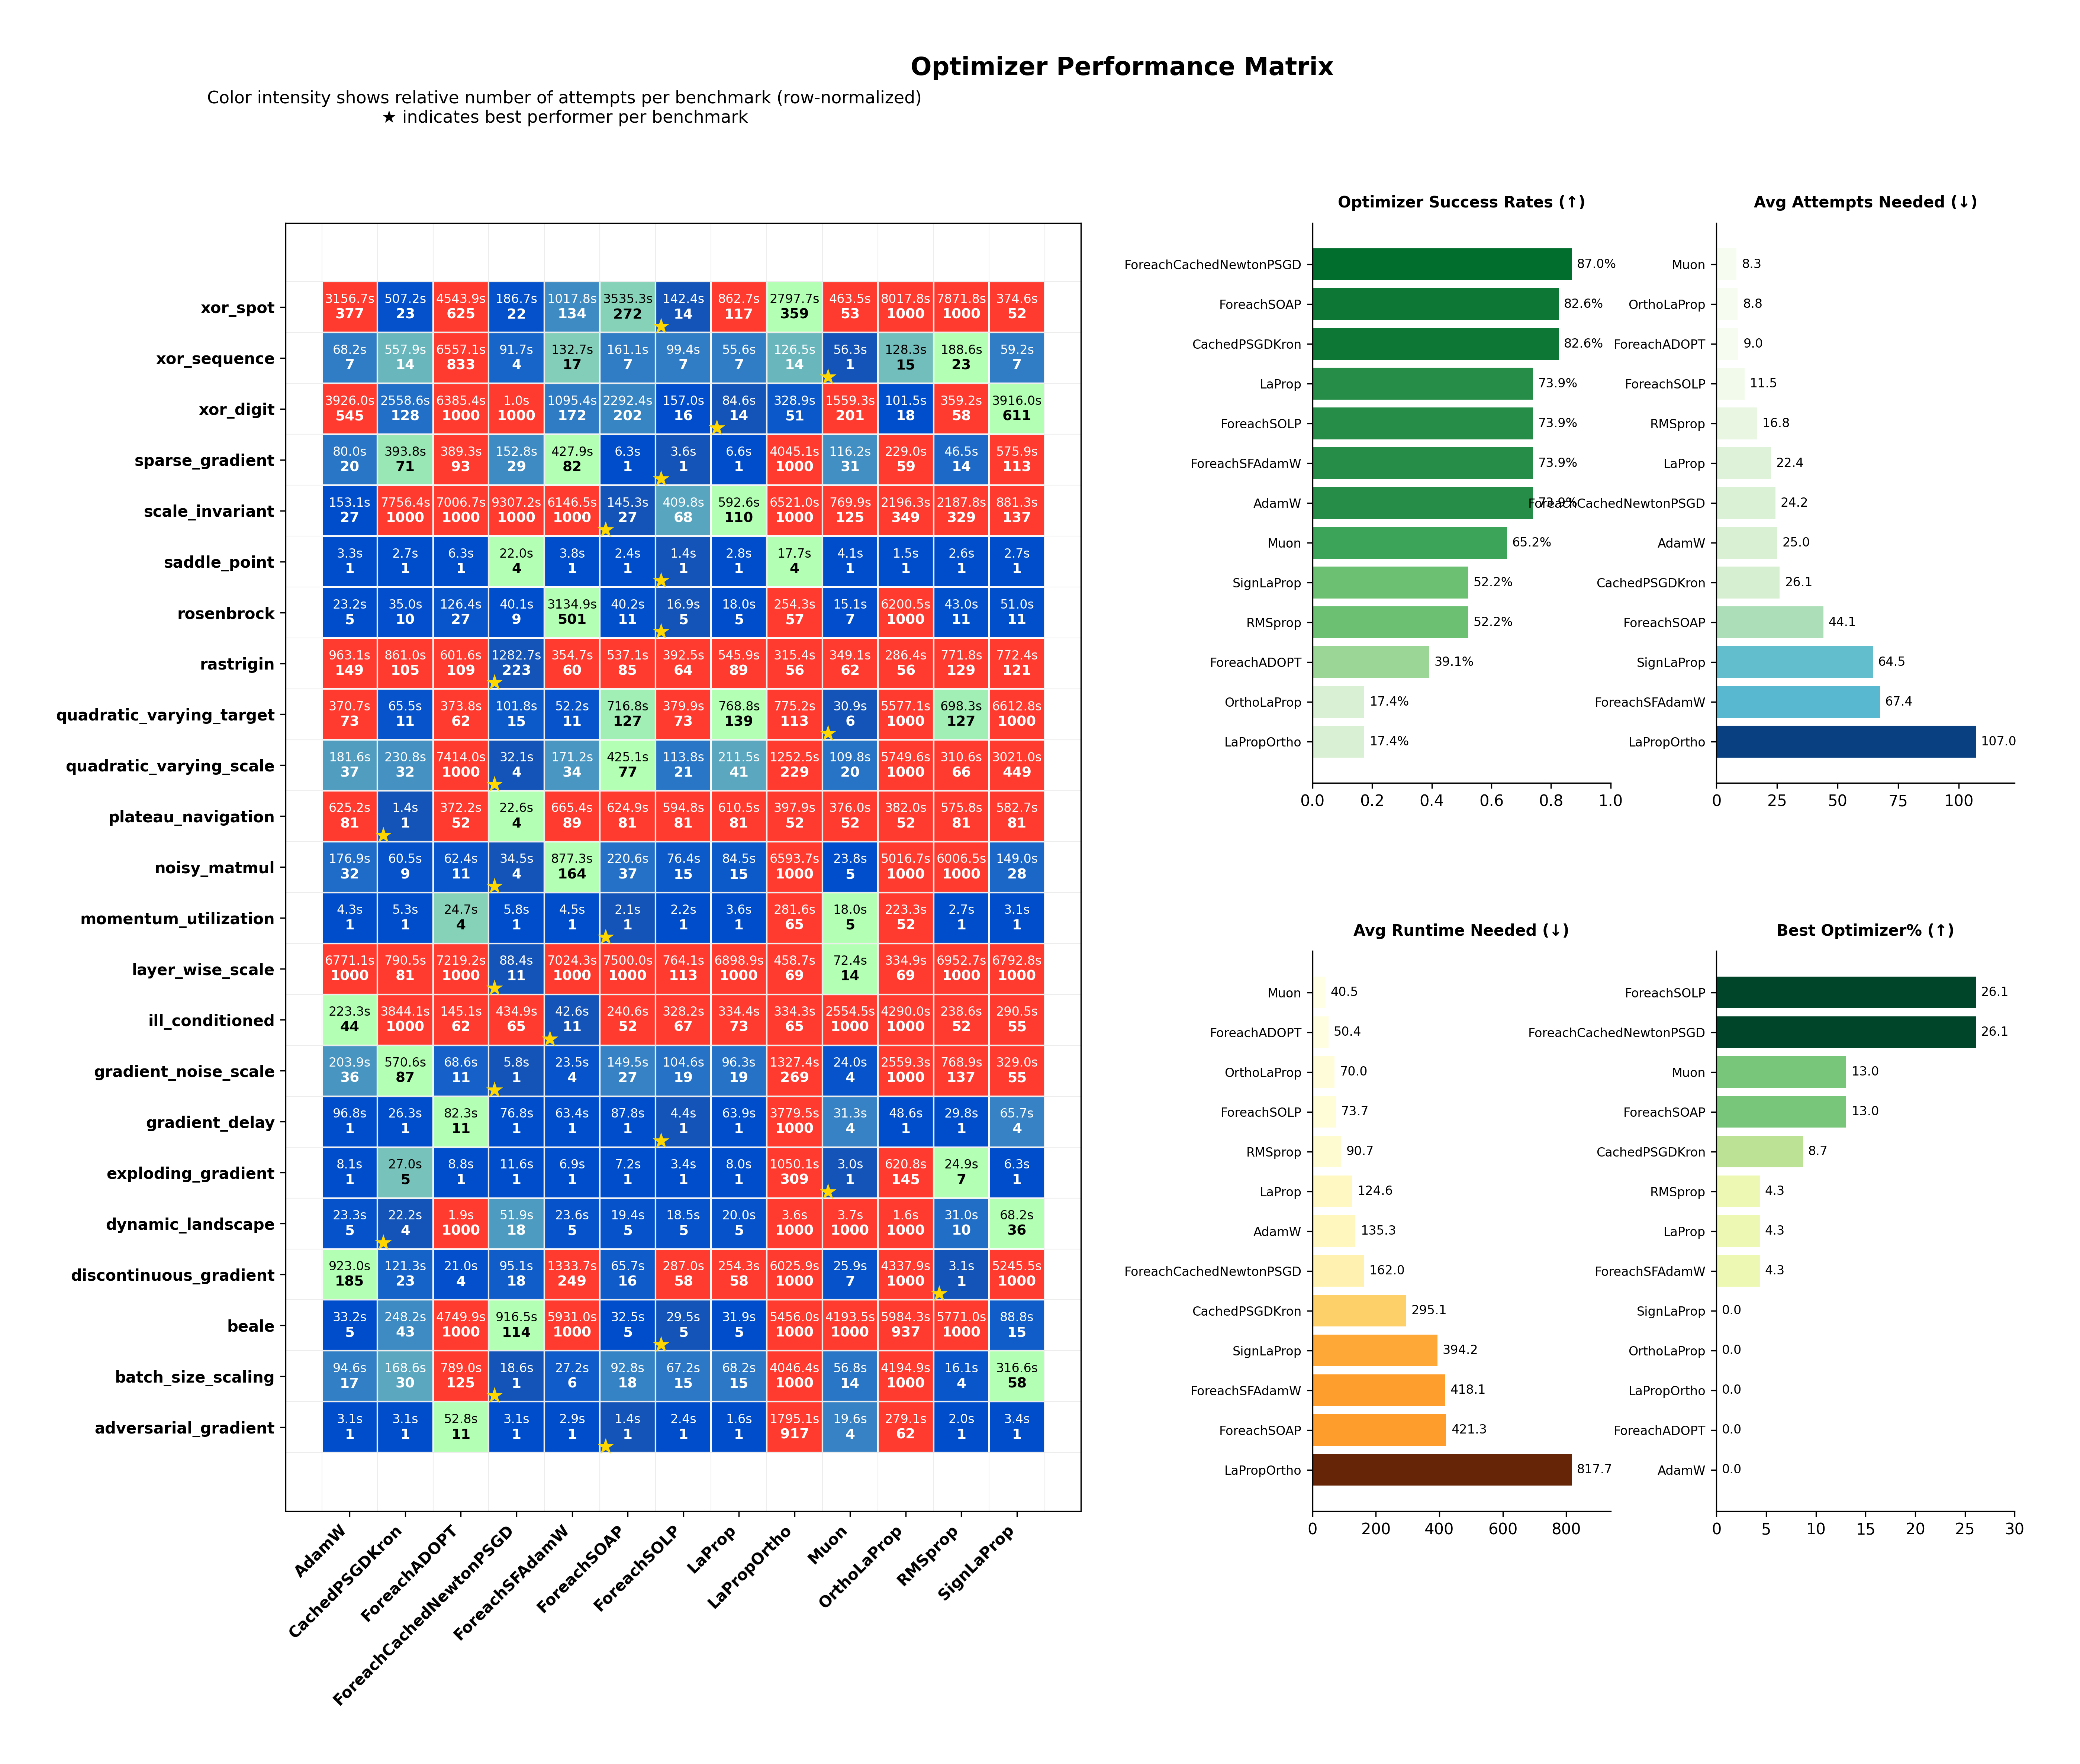 Optimizer Performance Matrix
Color intensity shows relative number of attempts per benchmark (row-normalized)
★ indicates best performer per benchmark
xor_spot
3156.7s 507.2s 4543.9s 186.7s 1017.8s 3535.3s 142.4s 862.7s 2797.7s 463.5s 8017.8s 7871.8s 374.6s
377 23 625 22 134 272 14 117 359 53 1000 1000 52
xor_sequence
68.2s 557.9s 6557.1s 91.7s 132.7s 161.1s 99.4s 55.6s 126.5s 56.3s 128.3s 188.6s 59.2s
7 14 833 4 17 7 7 7 14 1 15 23 7
xor_digit
3926.0s 2558.6s 6385.4s 1.0s 1095.4s 2292.4s 157.0s 84.6s 328.9s 1559.3s 101.5s 359.2s 3916.0s
545 128 1000 1000 172 202 16 14 51 201 18 58 611
sparse_gradient
80.0s 393.8s 389.3s 152.8s 427.9s 6.3s 3.6s 6.6s 4045.1s 116.2s 229.0s 46.5s 575.9s
20 71 93 29 82 1 1 1 1000 31 59 14 113
scale_invariant
153.1s 7756.4s 7006.7s 9307.2s 6146.5s 145.3s 409.8s 592.6s 6521.0s 769.9s 2196.3s 2187.8s 881.3s
27 1000 1000 1000 1000 27 68 110 1000 125 349 329 137
saddle_point
3.3s 2.7s 6.3s 22.0s 3.8s 2.4s 1.4s 2.8s 17.7s 4.1s 1.5s 2.6s 2.7s
1 1 1 4 1 1 1 1 4 1 1 1 1
rosenbrock
23.2s 35.0s 126.4s 40.1s 3134.9s 40.2s 16.9s 18.0s 254.3s 15.1s 6200.5s 43.0s 51.0s
5 10 27 9 501 11 5 5 57 7 1000 11 11
rastrigin
963.1s 861.0s 601.6s 1282.7s 354.7s 537.1s 392.5s 545.9s 315.4s 349.1s 286.4s 771.8s 772.4s
149 105 109 223 60 85 64 89 56 62 56 129 121
quadratic_varying_target
370.7s 65.5s 373.8s 101.8s 52.2s 716.8s 379.9s 768.8s 775.2s 30.9s 5577.1s 698.3s 6612.8s
73 11 62 15 11 127 73 139 113 6 1000 127 1000
quadratic_varying_scale
181.6s 230.8s 7414.0s 32.1s 171.2s 425.1s 113.8s 211.5s 1252.5s 109.8s 5749.6s 310.6s 3021.0s
37 32 1000 4 34 77 21 41 229 20 1000 66 449
plateau_navigation
625.2s 1.4s 372.2s 22.6s 665.4s 624.9s 594.8s 610.5s 397.9s 376.0s 382.0s 575.8s 582.7s
81 1 52 4 89 81 81 81 52 52 52 81 81
noisy_matmul
176.9s 60.5s 62.4s 34.5s 877.3s 220.6s 76.4s 84.5s 6593.7s 23.8s 5016.7s 6006.5s 149.0s
32 9 11 4 164 37 15 15 1000 5 1000 1000 28
momentum_utilization
4.3s 5.3s 24.7s 5.8s 4.5s 2.1s 2.2s 3.6s 281.6s 18.0s 223.3s 2.7s 3.1s
1 1 4 1 1 1 1 1 65 5 52 1 1
layer_wise_scale
6771.1s 790.5s 7219.2s 88.4s 7024.3s 7500.0s 764.1s 6898.9s 458.7s 72.4s 334.9s 6952.7s 6792.8s
1000 81 1000 11 1000 1000 113 1000 69 14 69 1000 1000
ill_conditioned
223.3s 3844.1s 145.1s 434.9s 42.6s 240.6s 328.2s 334.4s 334.3s 2554.5s 4290.0s 238.6s 290.5s
44 1000 62 65 11 52 67 73 65 1000 1000 52 55
gradient_noise_scale
203.9s 570.6s 68.6s 5.8s 23.5s 149.5s 104.6s 96.3s 1327.4s 24.0s 2559.3s 768.9s 329.0s
36 87 11 1 4 27 19 19 269 4 1000 137 55
gradient_delay
96.8s 26.3s 82.3s 76.8s 63.4s 87.8s 4.4s 63.9s 3779.5s 31.3s 48.6s 29.8s 65.7s
1 1 11 1 1 1 1 1 1000 4 1 1 4
exploding_gradient
8.1s 27.0s 8.8s 11.6s 6.9s 7.2s 3.4s 8.0s 1050.1s 3.0s 620.8s 24.9s 6.3s
1 5 1 1 1 1 1 1 309 1 145 7 1
dynamic_landscape
23.3s 22.2s 1.9s 51.9s 23.6s 19.4s 18.5s 20.0s 3.6s 3.7s 1.6s 31.0s 68.2s
5 4 1000 18 5 5 5 5 1000 1000 1000 10 36
discontinuous_gradient
923.0s 121.3s 21.0s 95.1s 1333.7s 65.7s 287.0s 254.3s 6025.9s 25.9s 4337.9s 3.1s 5245.5s
185 23 4 18 249 16 58 58 1000 7 1000 1 1000
beale
33.2s 248.2s 4749.9s 916.5s 5931.0s 32.5s 29.5s 31.9s 5456.0s 4193.5s 5984.3s 5771.0s 88.8s
5 43 1000 114 1000 5 5 5 1000 1000 937 1000 15
batch_size_scaling
94.6s 168.6s 789.0s 18.6s 27.2s 92.8s 67.2s 68.2s 4046.4s 56.8s 4194.9s 16.1s 316.6s
17 30 125 1 6 18 15 15 1000 14 1000 4 58
adversarial_gradient
3.1s 3.1s 52.8s 3.1s 2.9s 1.4s 2.4s 1.6s 1795.1s 19.6s 279.1s 2.0s 3.4s
1 1 11 1 1 1 1 1 917 4 62 1 1
AdamW
CachedPSGDKron
ForeachADOPT
ForeachCachedNewtonPSGD
ForeachSFAdamW
ForeachSOAP
ForeachSOLP
LaProp
LaPropOrtho
Muon
OrthoLaProp
RMSprop
SignLaProp
Optimizer Success Rates (↑)
ForeachCachedNewtonPSGD 87.0%
ForeachSOAP 82.6%
CachedPSGDKron 82.6%
LaProp 73.9%
ForeachSOLP 73.9%
ForeachSFAdamW 73.9%
AdamW 73.9%
Muon 65.2%
SignLaProp 52.2%
RMSprop 52.2%
ForeachADOPT 39.1%
OrthoLaProp 17.4%
LaPropOrtho 17.4%
0.0 0.2 0.4 0.6 0.8 1.0
Avg Attempts Needed (↓)
Muon 8.3
OrthoLaProp 8.8
ForeachADOPT 9.0
ForeachSOLP 11.5
RMSprop 16.8
LaProp 22.4
ForeachCachedNewtonPSGD 24.2
AdamW 25.0
CachedPSGDKron 26.1
ForeachSOAP 44.1
SignLaProp 64.5
ForeachSFAdamW 67.4
LaPropOrtho 107.0
0 25 50 75 100
Avg Runtime Needed (↓)
Muon 40.5
ForeachADOPT 50.4
OrthoLaProp 70.0
ForeachSOLP 73.7
RMSprop 90.7
LaProp 124.6
AdamW 135.3
ForeachCachedNewtonPSGD 162.0
CachedPSGDKron 295.1
SignLaProp 394.2
ForeachSFAdamW 418.1
ForeachSOAP 421.3
LaPropOrtho 817.7
0 200 400 600 800
Best Optimizer% (↑)
ForeachSOLP 26.1
ForeachCachedNewtonPSGD 26.1
Muon 13.0
ForeachSOAP 13.0
CachedPSGDKron 8.7
RMSprop 4.3
LaProp 4.3
ForeachSFAdamW 4.3
SignLaProp 0.0
OrthoLaProp 0.0
LaPropOrtho 0.0
ForeachADOPT 0.0
AdamW 0.0
0 5 10 15 20 25 30